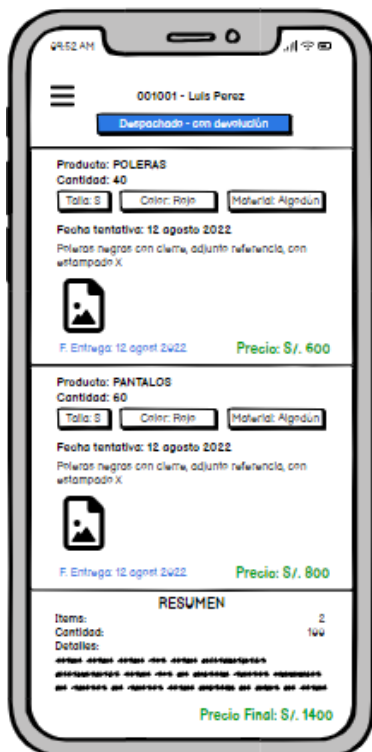 09:52 AM
001001 - Luis Perez
Despachado - con devolución
Producto: POLERAS
Cantidad: 40
Talla: S
Color: Rojo
Material: Algodón
Fecha tentativa: 12 agosto 2022
Poleras negras con cierre, adjunto referencia, con
estampado X
F. Entrega: 12 agost 2022
Precio: S/. 600
Producto: PANTALOS
Cantidad: 60
Talla: S
Color: Rojo
Material: Algodón
Fecha tentativa: 12 agosto 2022
Poleras negras con cierre, adjunto referencia, con
estampado X
F. Entrega: 12 agost 2022
Precio: S/. 800
RESUMEN
Items: 2
Cantidad: 100
Detalles:
Precio Final: S/. 1400